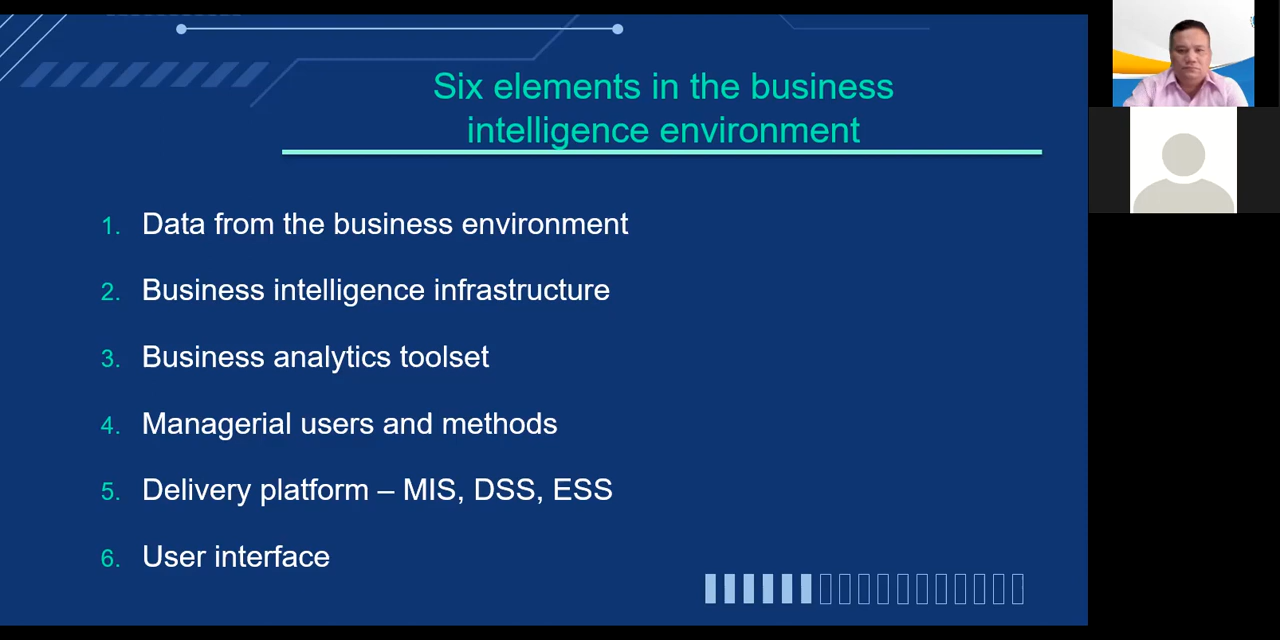 Six elements in the business
intelligence environment
1. Data from the business environment
2. Business intelligence infrastructure
3. Business analytics toolset
4. Managerial users and methods
5. Delivery platform – MIS, DSS, ESS
6. User interface